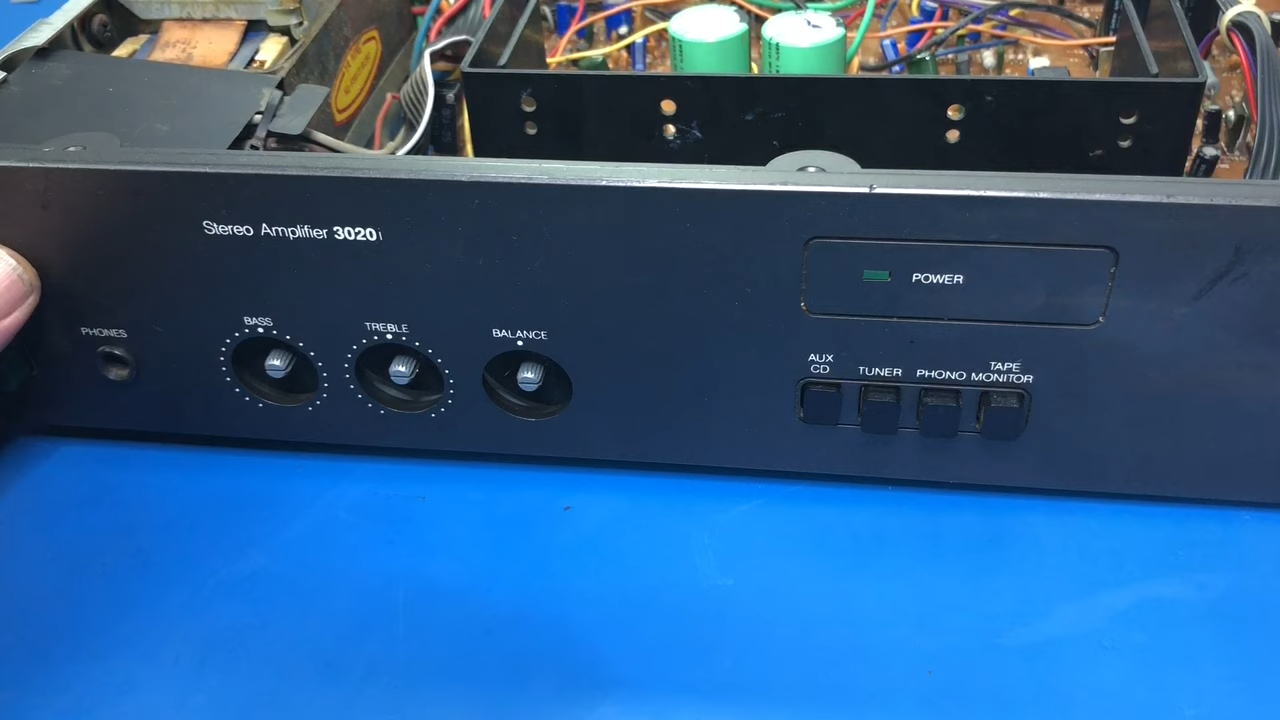 Stereo Amplifier 3020i
POWER
PHONES
BASS
TREBLE
BALANCE
AUX
CD
TUNER
PHONO
TAPE
MONITOR